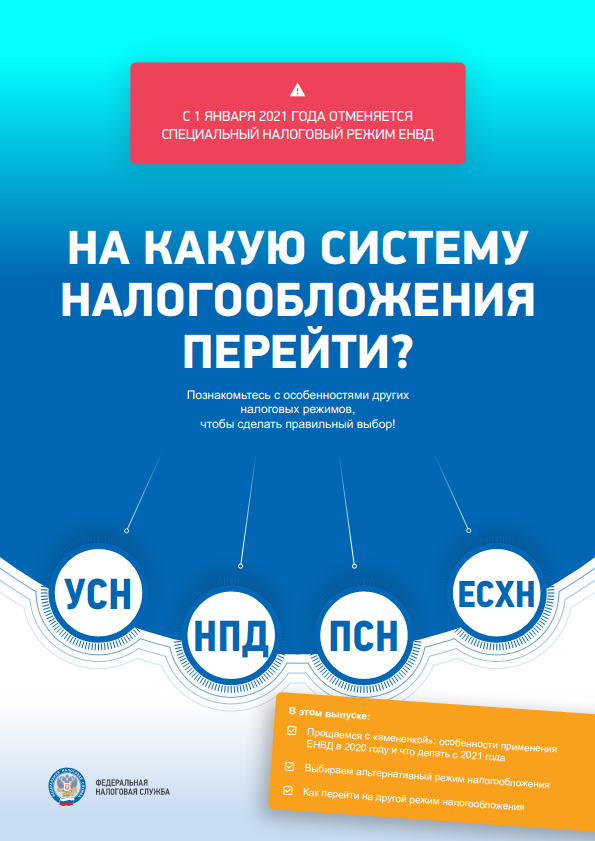 С 1 ЯНВАРЯ 2021 ГОДА ОТМЕНЯЕТСЯ
СПЕЦИАЛЬНЫЙ НАЛОГОВЫЙ РЕЖИМ ЕНВД
НА КАКУЮ СИСТЕМУ
НАЛОГООБЛОЖЕНИЯ
ПЕРЕЙТИ?
Познакомьтесь с особенностями других
налоговых режимов,
чтобы сделать правильный выбор!
УСН
НПД
ПСН
ЕСХН
В этом выпуске:
Прощаемся с «вмененкой»: особенности применения
ЕНВД в 2020 году и что делать с 2021 года
Выбираем альтернативный режим налогообложения
Как перейти на другой режим налогообложения
ФЕДЕРАЛЬНАЯ
НАЛОГОВАЯ СЛУЖБА